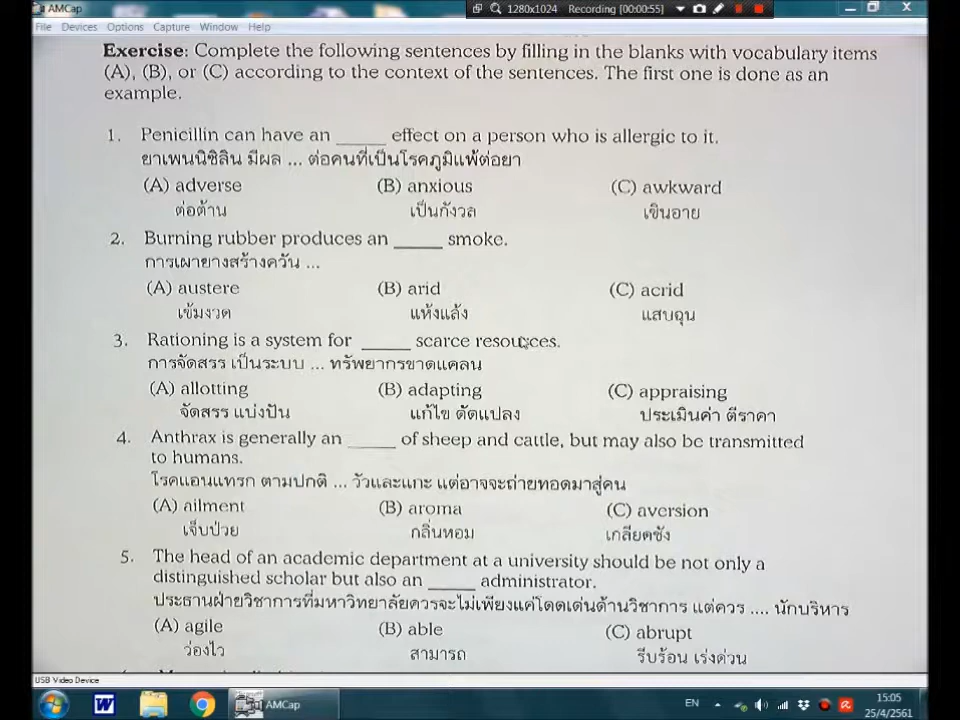 AMCap
1280x1024 Recording [00:00:55]
File Devices Options Capture Window Help
Exercise: Complete the following sentences by filling in the blanks with vocabulary items
(A), (B), or (C) according to the context of the sentences. The first one is done as an
example.
1. Penicillin can have an _____ effect on a person who is allergic to it.
ยาเพนนิซิลิน มีผล ... ต่อคนที่เป็นโรคภูมิแพ้ต่อยา
(A) adverse (B) anxious (C) awkward
ต่อต้าน เป็นกังวล เขินอาย
2. Burning rubber produces an _____ smoke.
การเผายางสร้างควัน ...
(A) austere (B) arid (C) acrid
เข้มงวด แห้งแล้ง แสบฉุน
3. Rationing is a system for _____ scarce resources.
การจัดสรร เป็นระบบ ... ทรัพยากรขาดแคลน
(A) allotting (B) adapting (C) appraising
จัดสรร แบ่งปัน แก้ไข ดัดแปลง ประเมินค่า ตีราคา
4. Anthrax is generally an _____ of sheep and cattle, but may also be transmitted
to humans.
โรคแอนแทรก ตามปกติ ... วัวและแกะ แต่อาจจะถ่ายทอดมาสู่คน
(A) ailment (B) aroma (C) aversion
เจ็บป่วย กลิ่นหอม เกลียดชัง
5. The head of an academic department at a university should be not only a
distinguished scholar but also an _____ administrator.
ประธานฝ่ายวิชาการที่มหาวิทยาลัยควรจะไม่เพียงแค่โดดเด่นด้านวิชาการ แต่ควร .... นักบริหาร
(A) agile (B) able (C) abrupt
ว่องไว สามารถ รีบร้อน เร่งด่วน
USB Video Device
AMCap
EN
15:05
25/4/2561